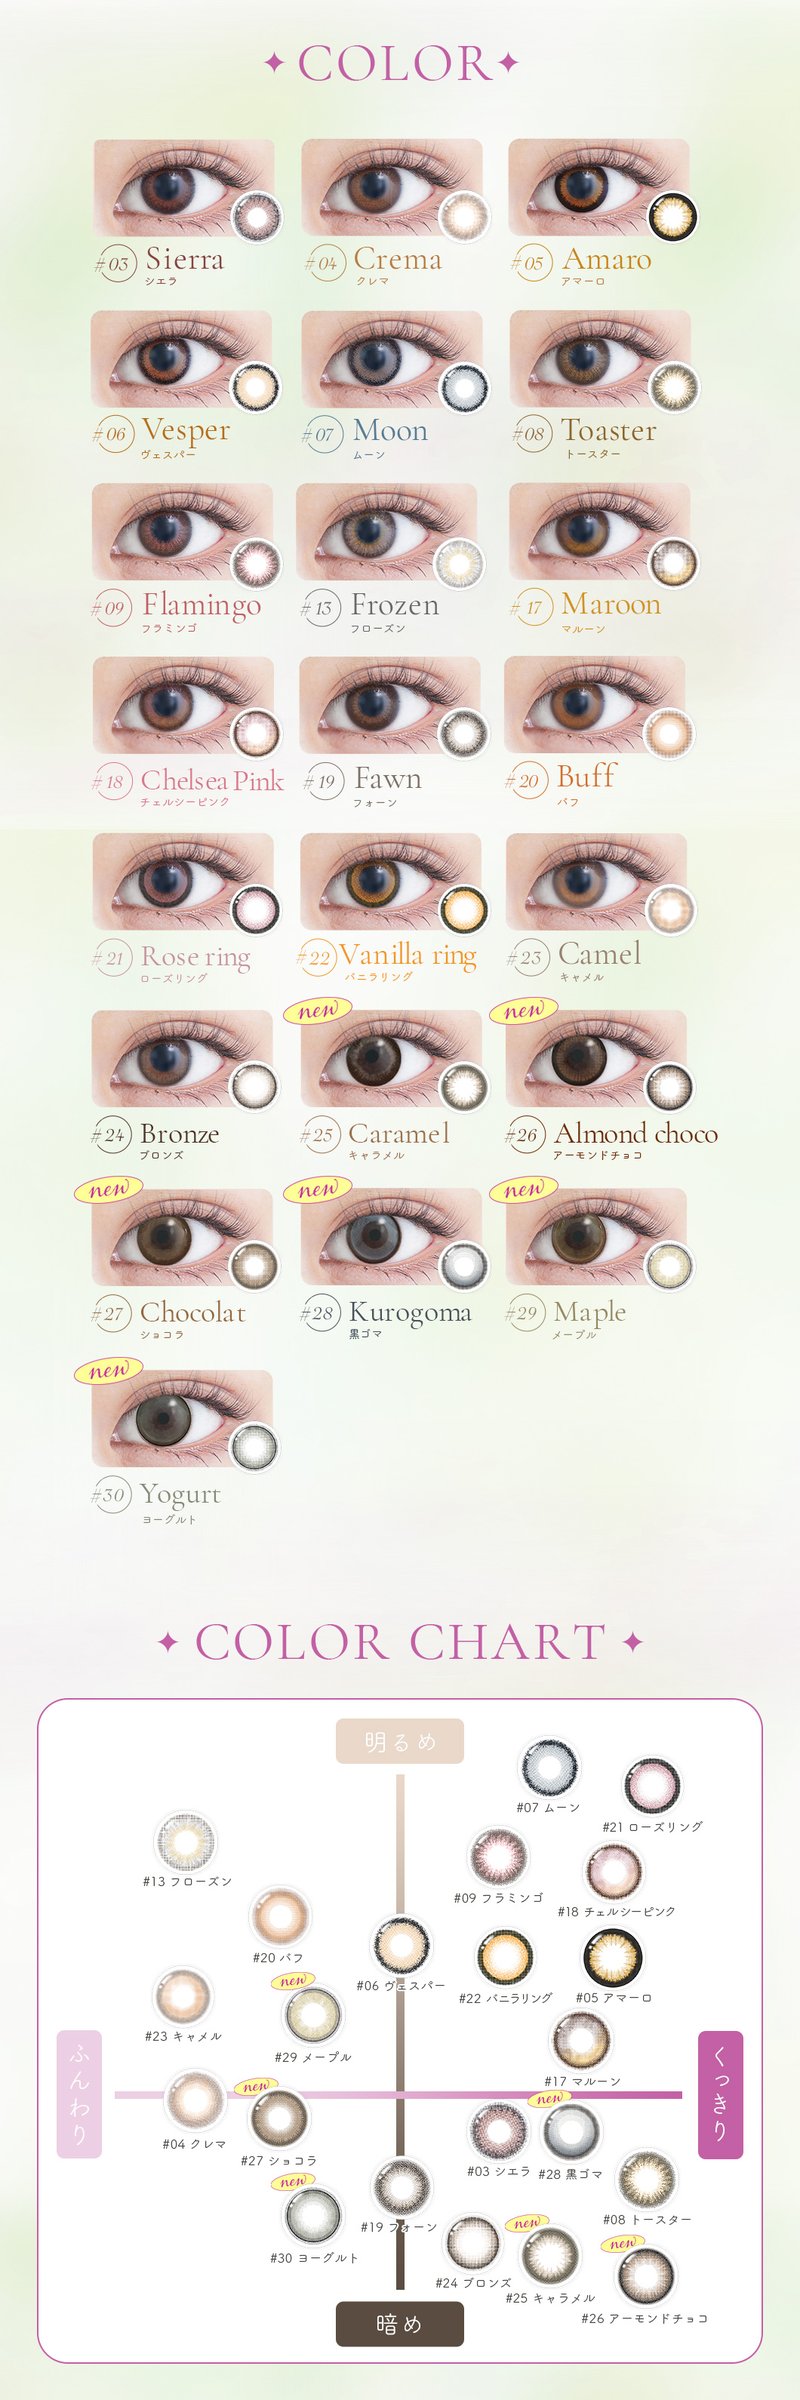 COLOR
#03 Sierra
シエラ
#04 Crema
クレマ
#05 Amaro
アマーロ
#06 Vesper
ヴェスパー
#07 Moon
ムーン
#08 Toaster
トースター
#09 Flamingo
フラミンゴ
#13 Frozen
フローズン
#17 Maroon
マルーン
#18 Chelsea Pink
チェルシーピンク
#19 Fawn
フォーン
#20 Buff
バフ
#21 Rose ring
ローズリング
#22 Vanilla ring
バニラリング
#23 Camel
キャメル
#24 Bronze
ブロンズ
new
#25 Caramel
キャラメル
new
#26 Almond choco
アーモンドチョコ
new
#27 Chocolat
ショコラ
new
#28 Kurogoma
黒ゴマ
new
#29 Maple
メープル
new
#30 Yogurt
ヨーグルト
COLOR CHART
明るめ
#07 ムーン
#21 ローズリング
#13 フローズン
#09 フラミンゴ
#18 チェルシーピンク
#20 バフ
#06 ヴェスパー
#22 バニラリング
#05 アマーロ
#23 キャメル
new
#29 メープル
#17 マルーン
ふんわり
くっきり
#04 クレマ
new
#27 ショコラ
#03 シエラ
new
#28 黒ゴマ
#08 トースター
new
#30 ヨーグルト
#19 フォーン
#24 ブロンズ
new
#25 キャラメル
new
#26 アーモンドチョコ
暗め